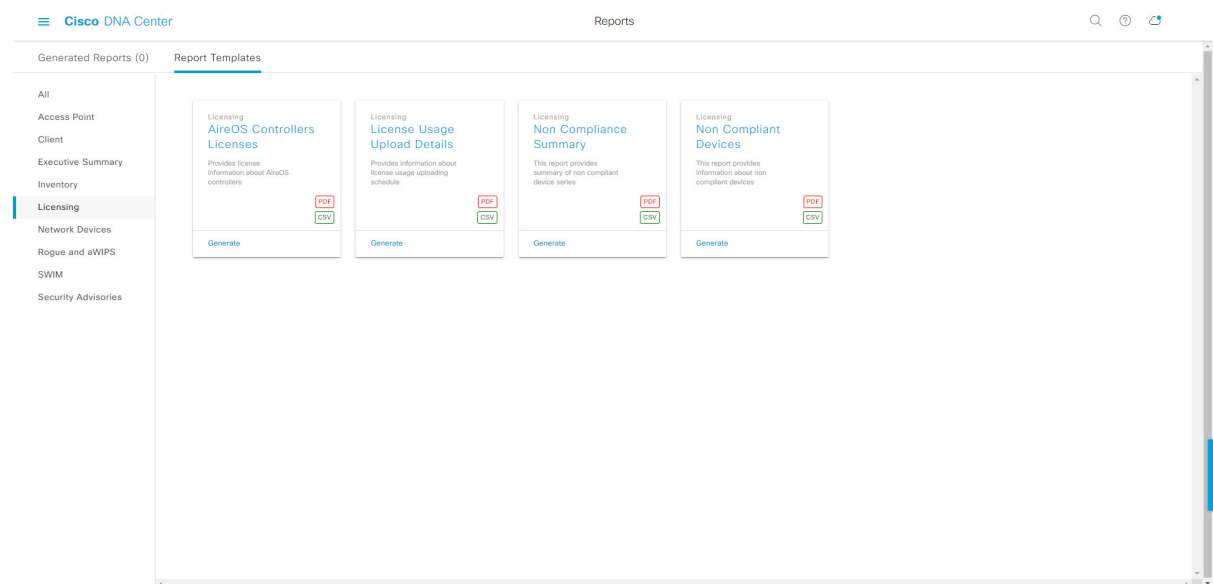 Cisco DNA Center
Reports
Generated Reports (0)
Report Templates
All
Access Point
Client
Executive Summary
Inventory
Licensing
Network Devices
Rogue and aWIPS
SWIM
Security Advisories
Licensing
AireOS Controllers
Licenses
Provides license
information about AireOS
controllers
PDF
CSV
Generate
Licensing
License Usage
Upload Details
Provides information about
license usage uploading
schedule
PDF
CSV
Generate
Licensing
Non Compliance
Summary
This report provides
summary of non compliant
device series
PDF
CSV
Generate
Licensing
Non Compliant
Devices
This report provides
information about non
compliant devices
PDF
CSV
Generate